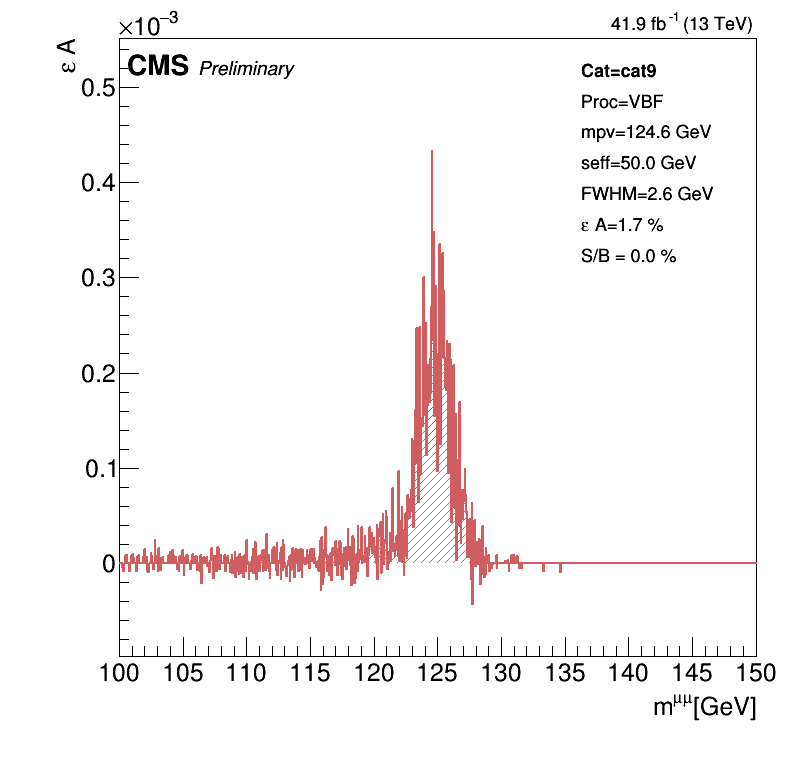 ×10⁻³
41.9 fb⁻¹ (13 TeV)
ε A
CMS Preliminary
Cat=cat9
Proc=VBF
mpv=124.6 GeV
seff=50.0 GeV
FWHM=2.6 GeV
ε A=1.7 %
S/B = 0.0 %
0.5
0.4
0.3
0.2
0.1
0
100 105 110 115 120 125 130 135 140 145 150
m^μμ[GeV]